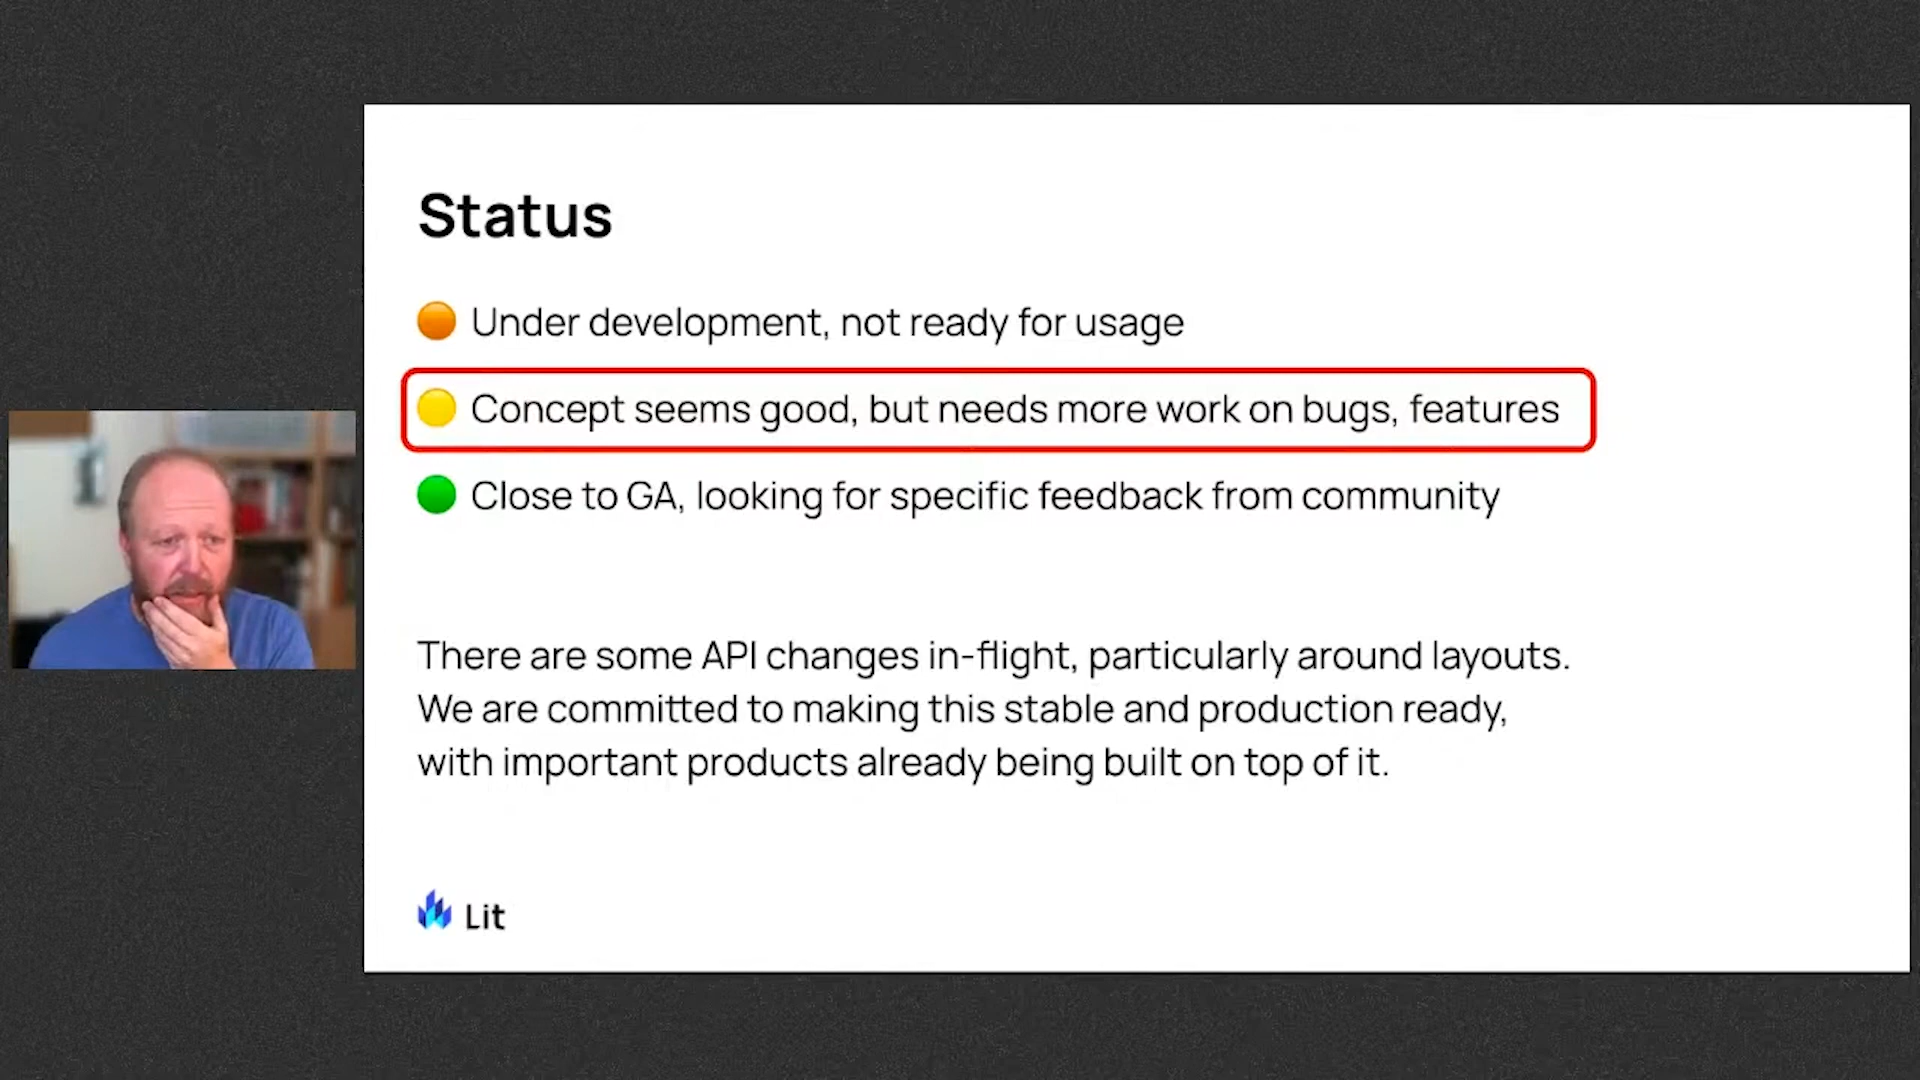 Status
Under development, not ready for usage
Concept seems good, but needs more work on bugs, features
Close to GA, looking for specific feedback from community
There are some API changes in-flight, particularly around layouts.
We are committed to making this stable and production ready,
with important products already being built on top of it.
Lit